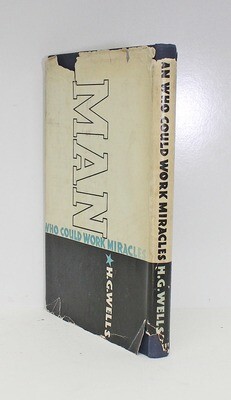 MAN
WHO COULD WORK MIRACLES
★ H.G.WELLS
AN WHO COULD WORK MIRACLES H.G.WELLS